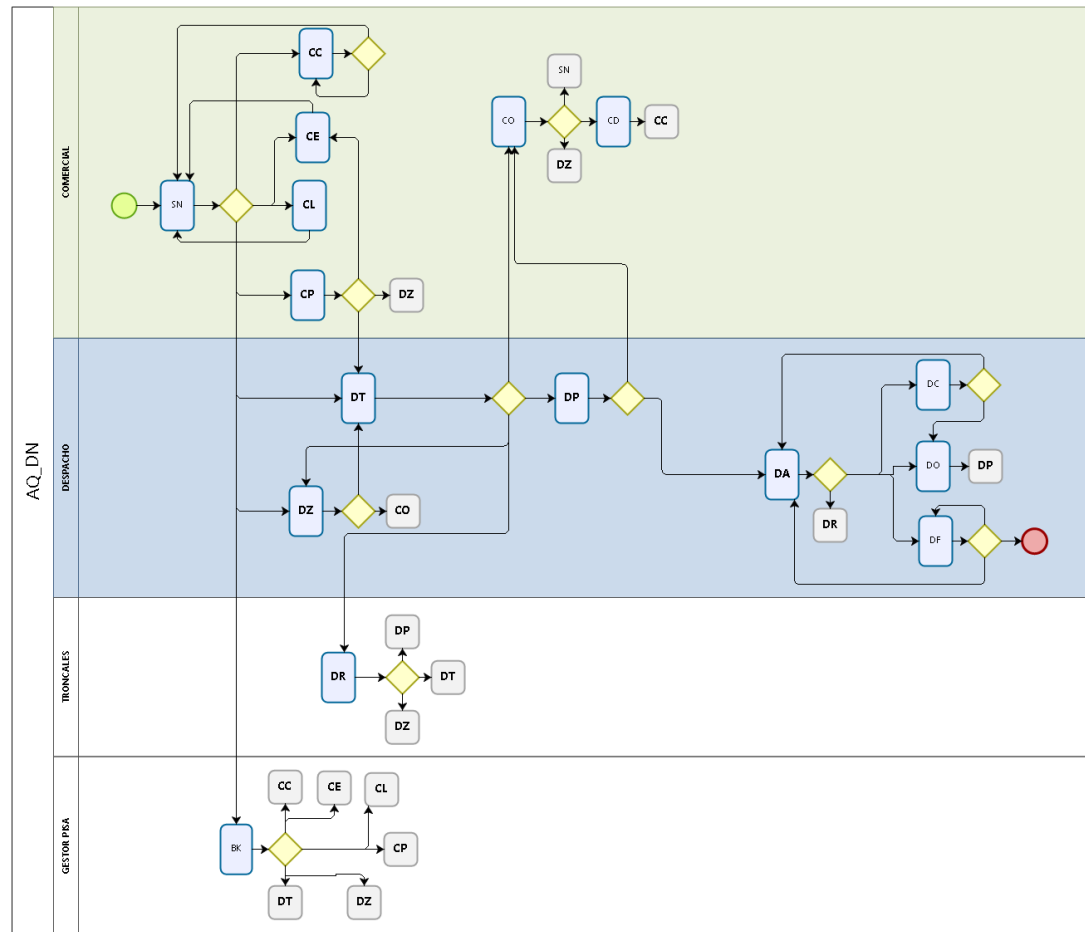 AQ_DN
COMERCIAL
CC
CE
SN
CL
CP
DZ
SN
CO
CD
CC
DZ
DESPACHO
DT
DP
DZ
CO
DA
DR
DC
DO
DP
DF
TRONCALES
DR
DP
DT
DZ
GESTOR PISA
BK
CC
CE
CL
CP
DT
DZ